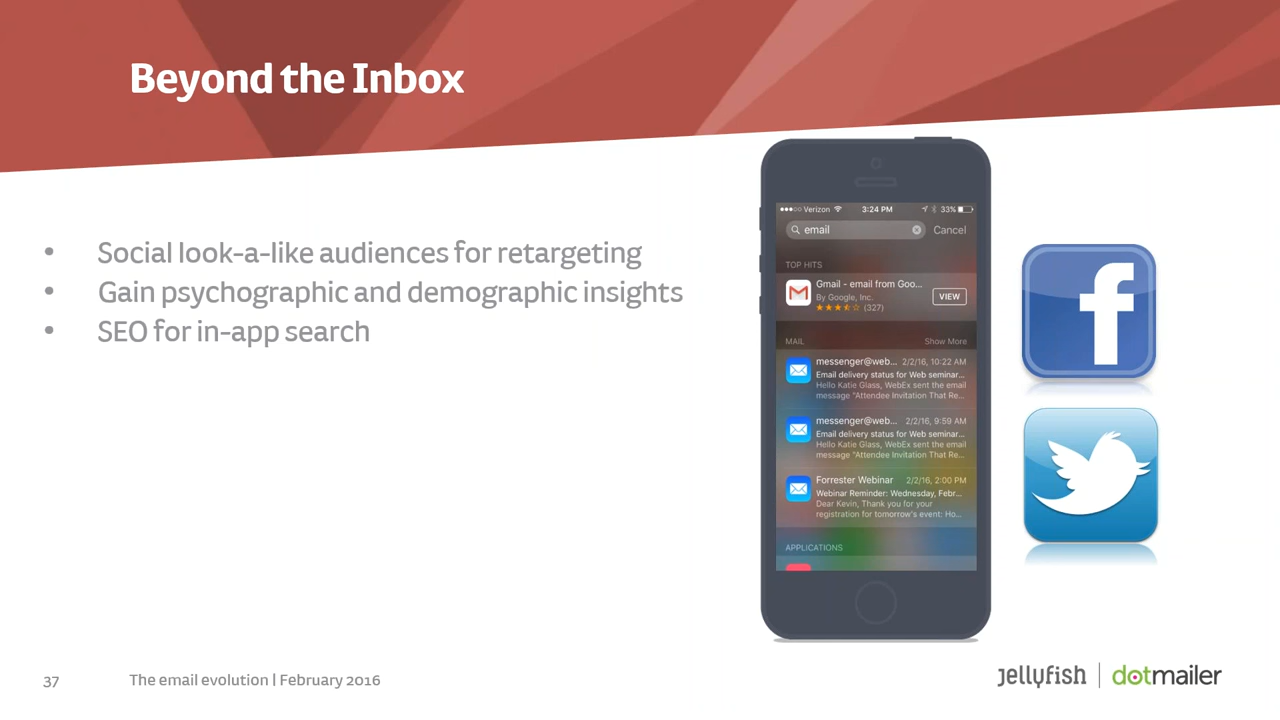 Beyond the Inbox
• Social look-a-like audiences for retargeting
• Gain psychographic and demographic insights
• SEO for in-app search
Verizon 3:24 PM 33%
email Cancel
TOP HITS
Gmail - email from Goo...
By Google, Inc.
(327)
VIEW
MAIL Show More
messenger@web... 2/2/16, 10:22 AM
Email delivery status for Web seminar...
Hello Katie Glass, WebEx sent the email
message "Attendee Invitation That Re...
messenger@web... 2/2/16, 9:59 AM
Email delivery status for Web seminar...
Hello Katie Glass, WebEx sent the email
message "Attendee Invitation That Re...
Forrester Webinar 2/2/16, 2:00 PM
Webinar Reminder: Wednesday, Febr...
Dear Kevin, Thank you for your
registration for tomorrow's event: Ho...
APPLICATIONS
f
37 The email evolution | February 2016
jellyfish | dotmailer